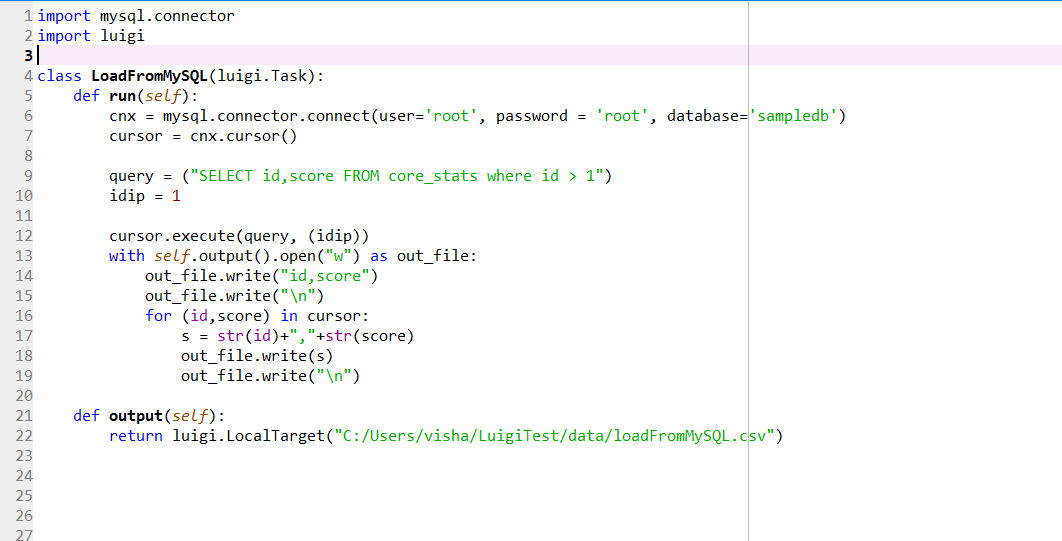 1 import mysql.connector
2 import luigi
3
4 class LoadFromMySQL(luigi.Task):
5     def run(self):
6         cnx = mysql.connector.connect(user='root', password = 'root', database='sampledb')
7         cursor = cnx.cursor()
8
9         query = ("SELECT id,score FROM core_stats where id > 1")
10         idip = 1
11
12         cursor.execute(query, (idip))
13         with self.output().open("w") as out_file:
14             out_file.write("id,score")
15             out_file.write("\n")
16             for (id,score) in cursor:
17                 s = str(id)+","+str(score)
18                 out_file.write(s)
19                 out_file.write("\n")
20
21     def output(self):
22         return luigi.LocalTarget("C:/Users/visha/LuigiTest/data/loadFromMySQL.csv")
23
24
25
26
27